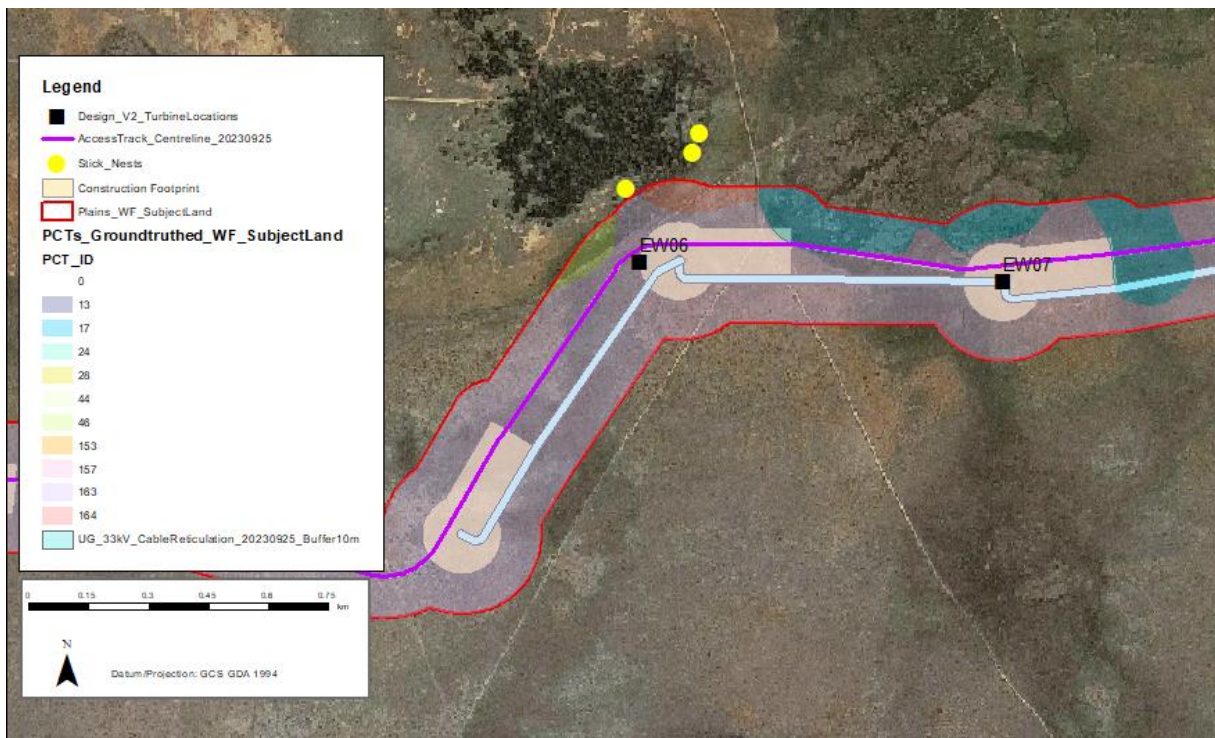 Legend
Design_V2_TurbineLocations
AccessTrack_Centreline_20230925
Stick_Nests
Construction Footprint
Plains_WF_SubjectLand
PCTs_Groundtruthed_WF_SubjectLand
PCT_ID
0
13
17
24
28
44
46
153
157
163
164
UG_33kV_CableReticulation_20230925_Buffer10m
0 0.15 0.3 0.45 0.6 0.75
km
N
Datum/Projection: GCS GDA 1994
EW06
EW07